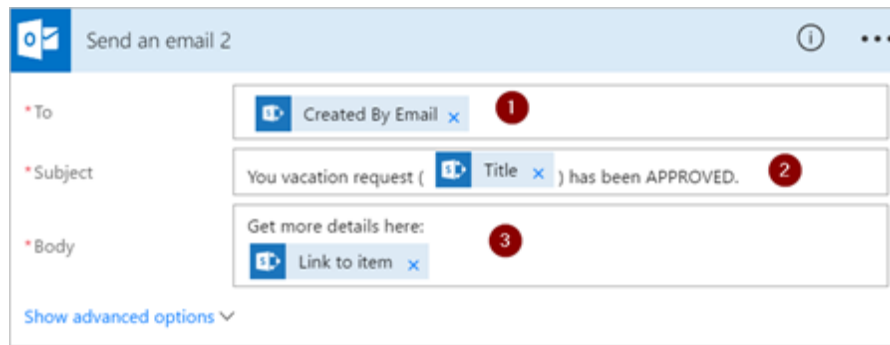 Send an email 2
*To
Created By Email × 1
*Subject
You vacation request ( Title × ) has been APPROVED. 2
*Body
Get more details here:
Link to item × 3
Show advanced options